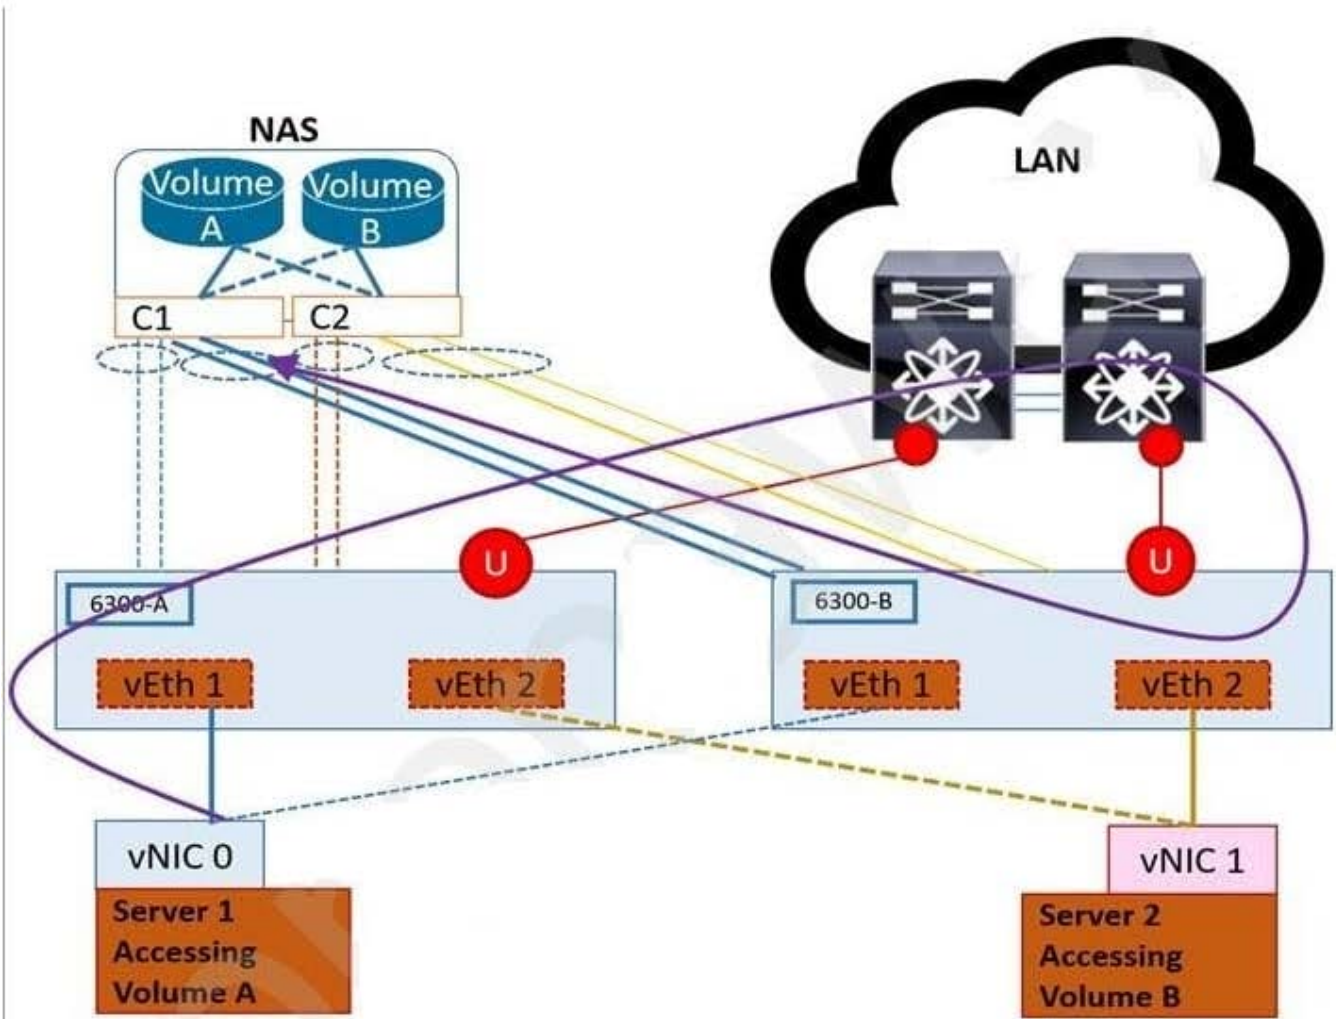 NAS
LAN
Volume
A
Volume
B
C1
C2
U
U
6300-A
6300-B
vEth 1
vEth 2
vEth 1
vEth 2
vNIC 0
vNIC 1
Server 1
Accessing
Volume A
Server 2
Accessing
Volume B